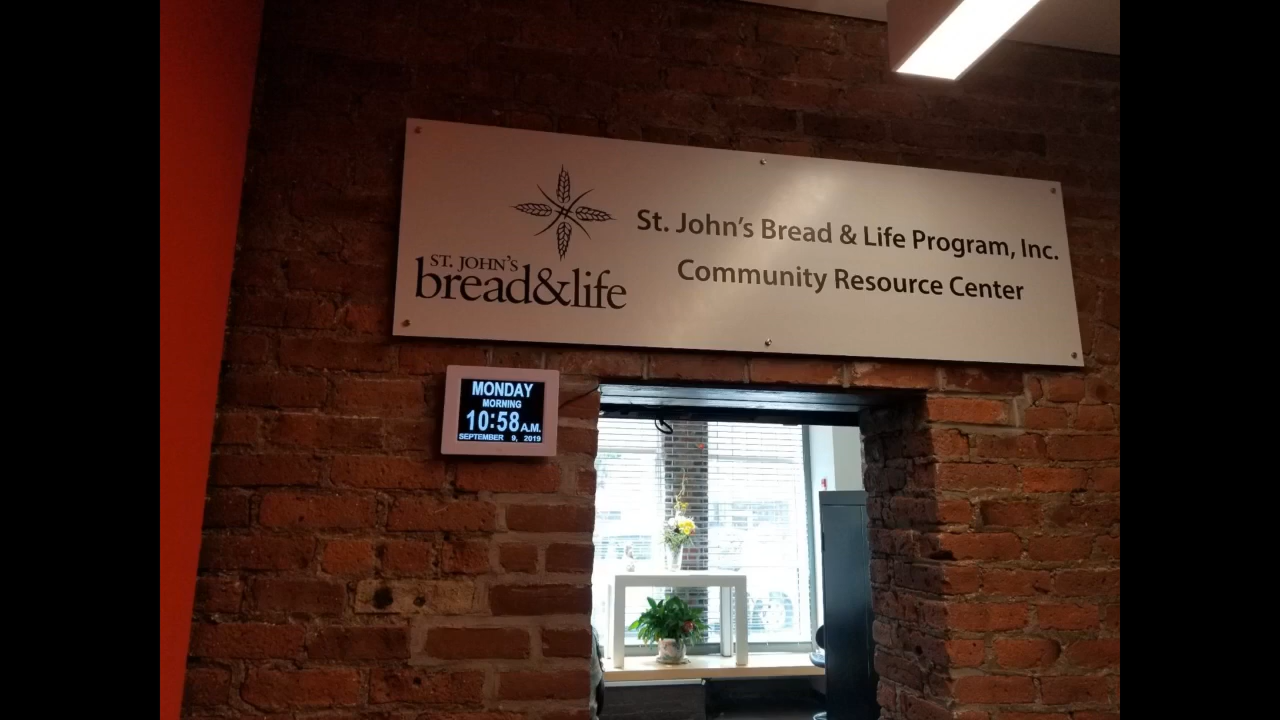 ST. JOHN'S
bread&life
St. John's Bread & Life Program, Inc.
Community Resource Center
MONDAY
MORNING
10:58 A.M.
SEPTEMBER 9, 2019